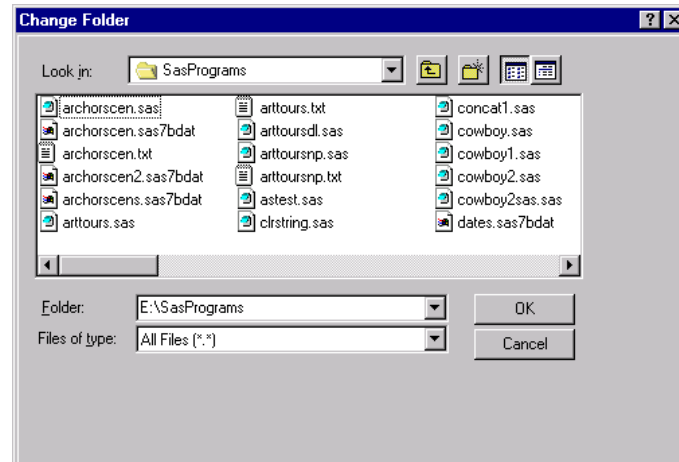 Change Folder
Look in: SasPrograms
archorscen.sas
archorscen.sas7bdat
archorscen.txt
archorscen2.sas7bdat
archorscens.sas7bdat
arttours.sas
arttours.txt
arttoursdl.sas
arttoursnp.sas
arttoursnp.txt
astest.sas
clrstring.sas
concat1.sas
cowboy.sas
cowboy1.sas
cowboy2.sas
cowboy2sas.sas
dates.sas7bdat
Folder: E:\SasPrograms OK
Files of type: All Files (*.*) Cancel